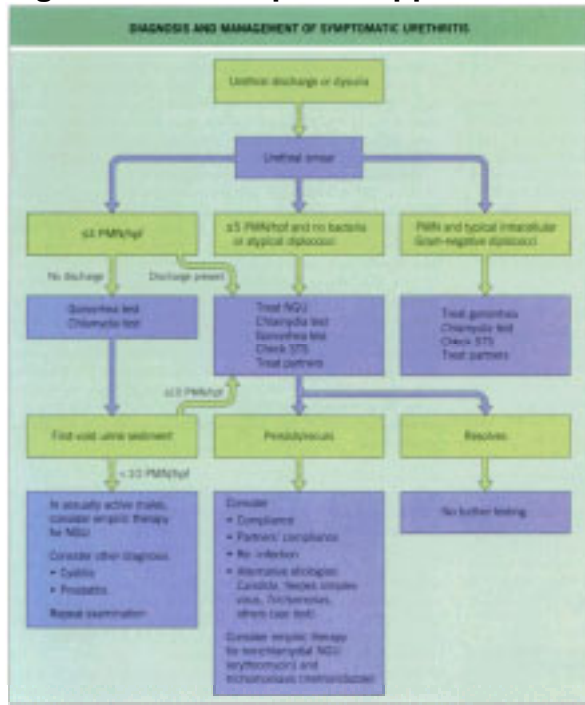 DIAGNOSIS AND MANAGEMENT OF SYMPTOMATIC URETHRITIS
Urethral discharge or dysuria
Urethral smear
PMN/hpf
≤5 PMN/hpf and no bacteria
or atypical diplococci
PMN and typical intracellular
Gram-negative diplococci
No discharge
Discharge present
Gonorrhea test
Chlamydia test
Treat NGU
Chlamydia test
Gonorrhea test
Check STS
Treat partners
Treat gonorrhea
Chlamydia test
Check STS
Treat partners
PMN/hpf
First void urine sediment
Persists/recurs
Resolves
PMN/hpf
In sexually active males,
consider empiric therapy
for NGU
Consider other diagnosis
• Cystitis
• Prostatitis
Repeat examination
Consider
• Compliance
• Partners' compliance
• Re-infection
• Alternative etiologies
Candida, herpes simplex
virus, Trichomonas,
others (see text)
Consider empiric therapy
for nonchlamydial NGU
(erythromycin) and
trichomoniasis (metronidazole)
No further testing